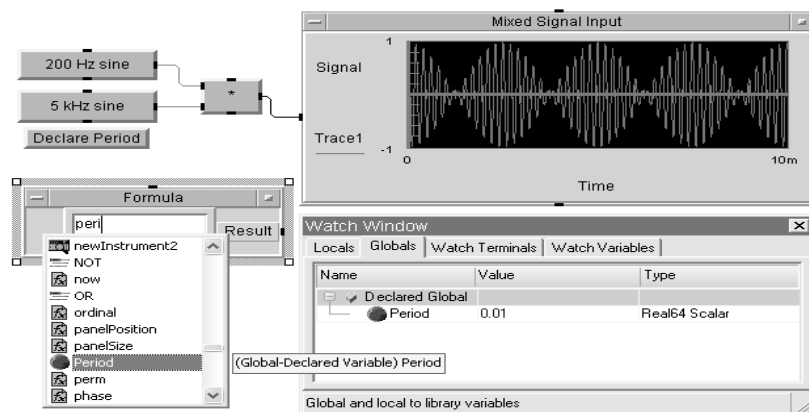 Mixed Signal Input
200 Hz sine
5 kHz sine
*
Declare Period
Signal
Trace1
1
-1
0
10m
Time
Formula
peri
Result
newInstrument2
NOT
now
OR
ordinal
panelPosition
panelSize
Period
perm
phase
(Global-Declared Variable) Period
Watch Window
Locals Globals Watch Terminals Watch Variables
Name Value Type
Declared Global
Period 0.01 Real64 Scalar
Global and local to library variables